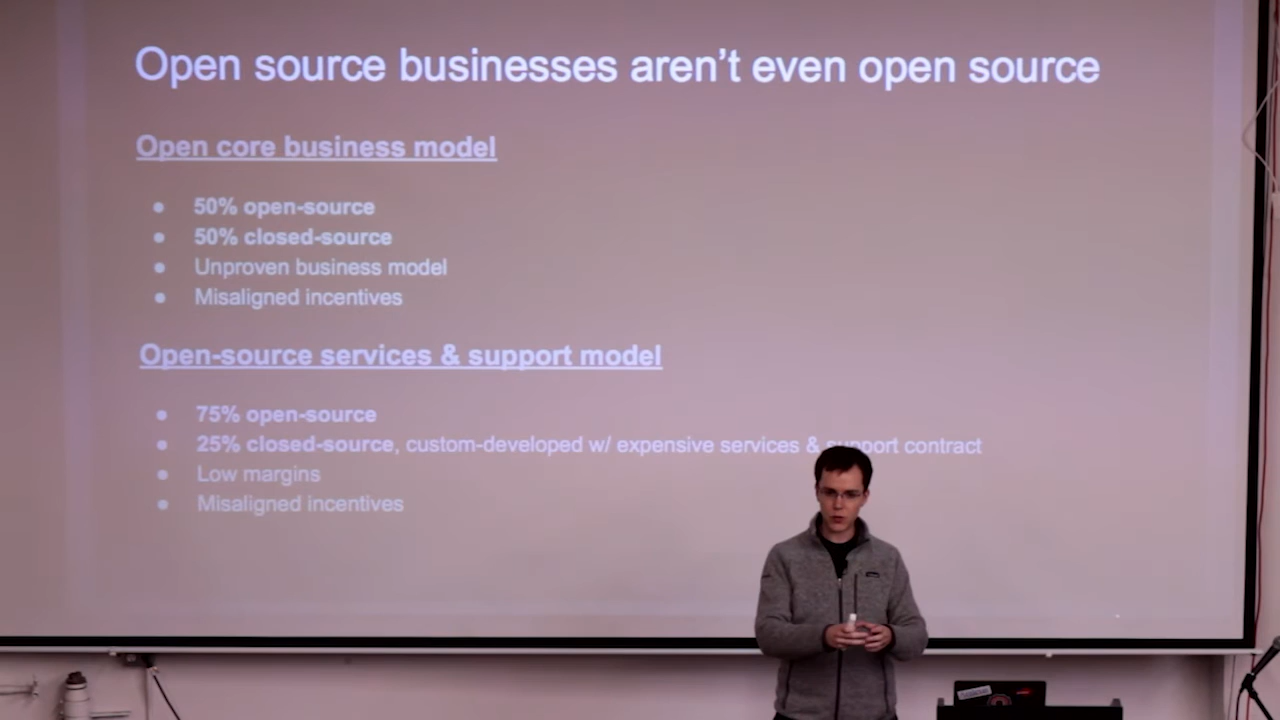 Open source businesses aren't even open source
Open core business model
● 50% open-source
● 50% closed-source
● Unproven business model
● Misaligned incentives
Open-source services & support model
● 75% open-source
● 25% closed-source, custom-developed w/ expensive services & support contract
● Low margins
● Misaligned incentives